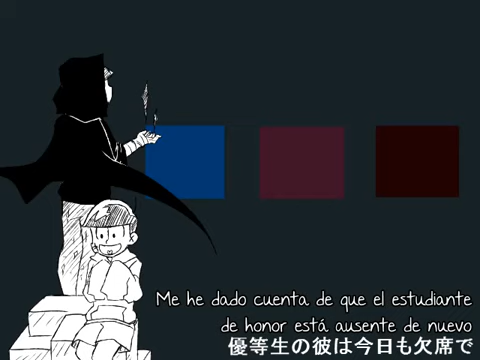 Me he dado cuenta de que el estudiante
de honor está ausente de nuevo
優等生の彼は今日も欠席で